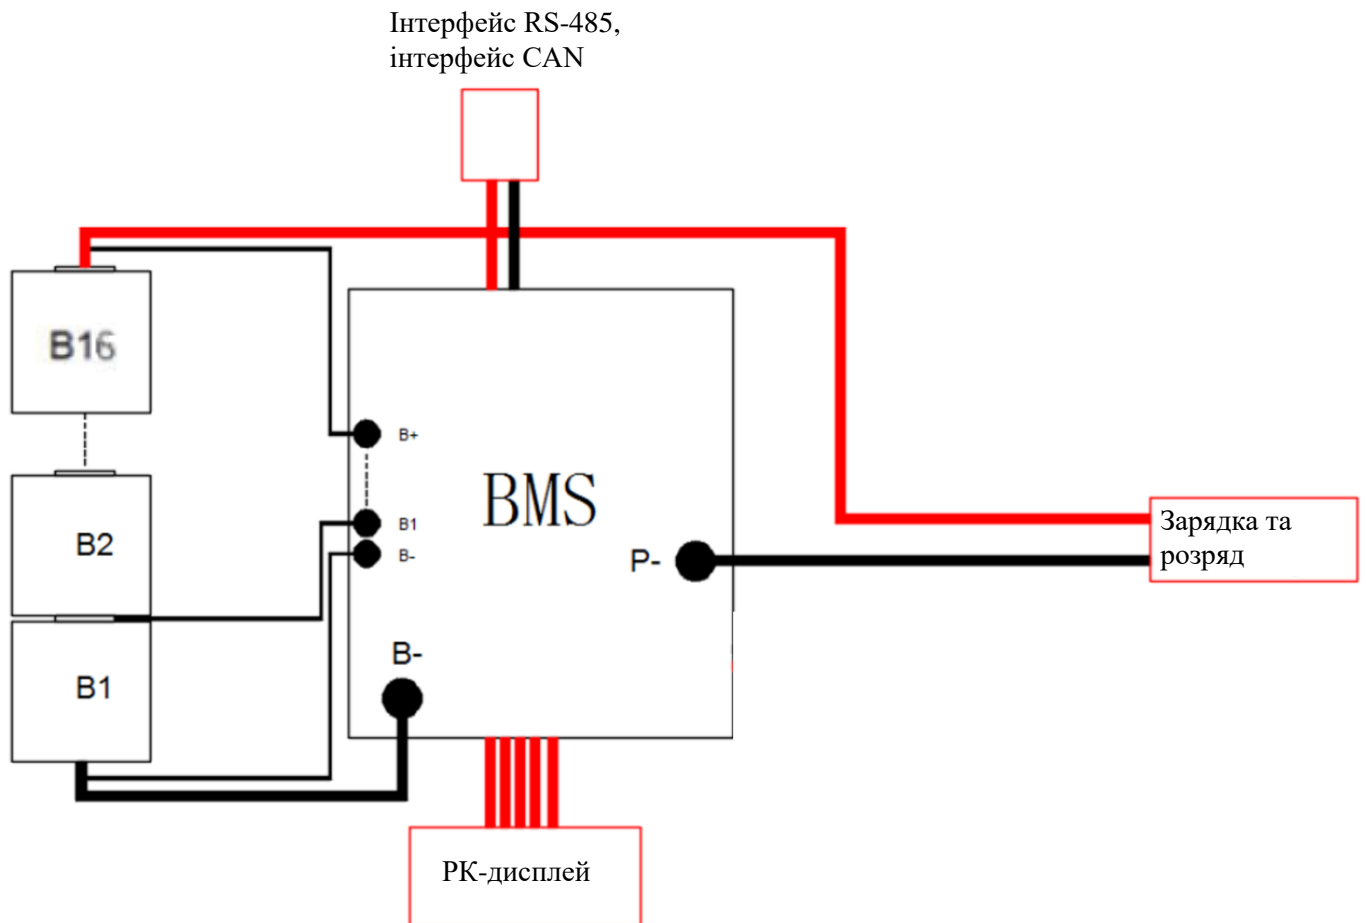 Інтерфейс RS-485,
інтерфейс CAN
B16
B+
BMS
B1
B-
B2
P-
Зарядка та
розряд
B-
B1
РК-дисплей